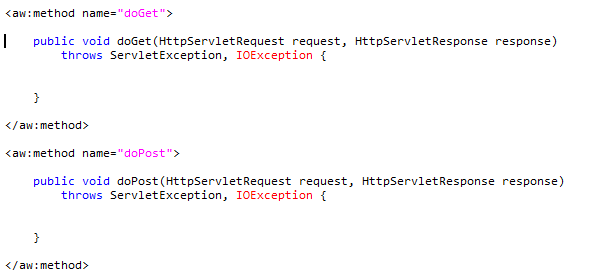 <aw:method name="doGet">
public void doGet(HttpServletRequest request, HttpServletResponse response)
throws ServletException, IOException {
}
</aw:method>
<aw:method name="doPost">
public void doPost(HttpServletRequest request, HttpServletResponse response)
throws ServletException, IOException {
}
</aw:method>